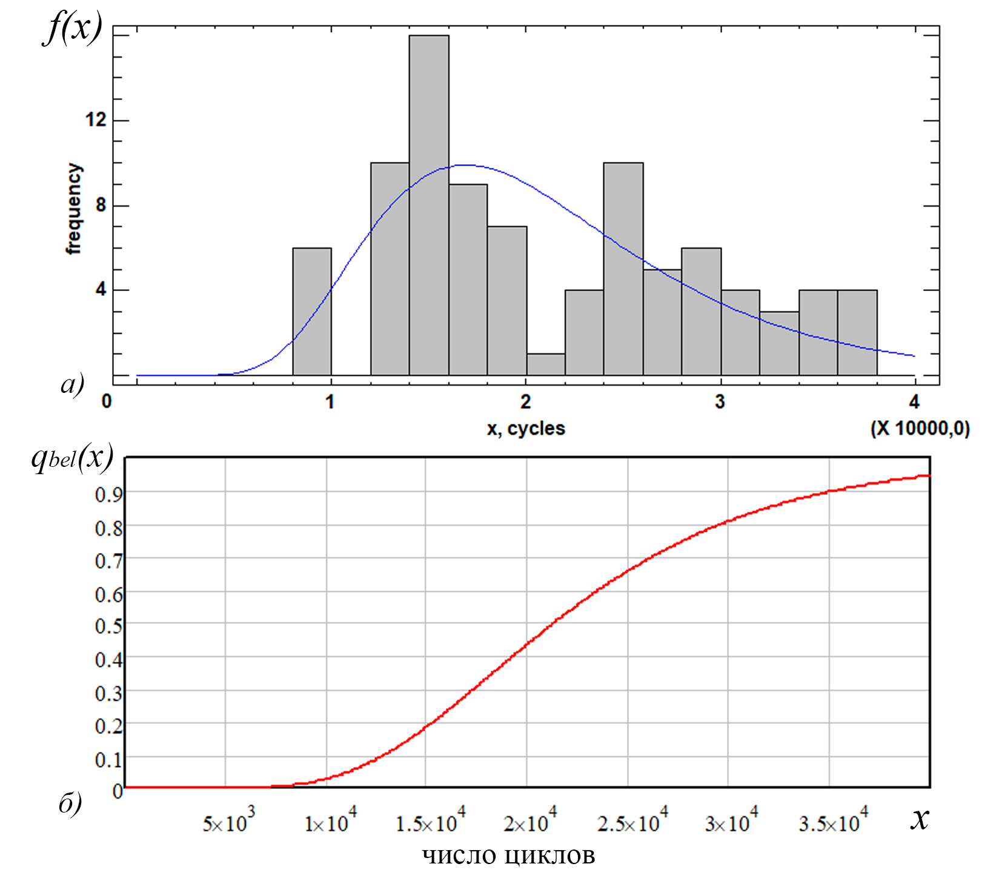 f(x)
12
8
4
frequency
а)
0 1 2 3 4
x, cycles (X 10000,0)
qbel(x)
0.9
0.8
0.7
0.6
0.5
0.4
0.3
0.2
0.1
0
б)
5×10³ 1×10⁴ 1.5×10⁴ 2×10⁴ 2.5×10⁴ 3×10⁴ 3.5×10⁴ x
число циклов